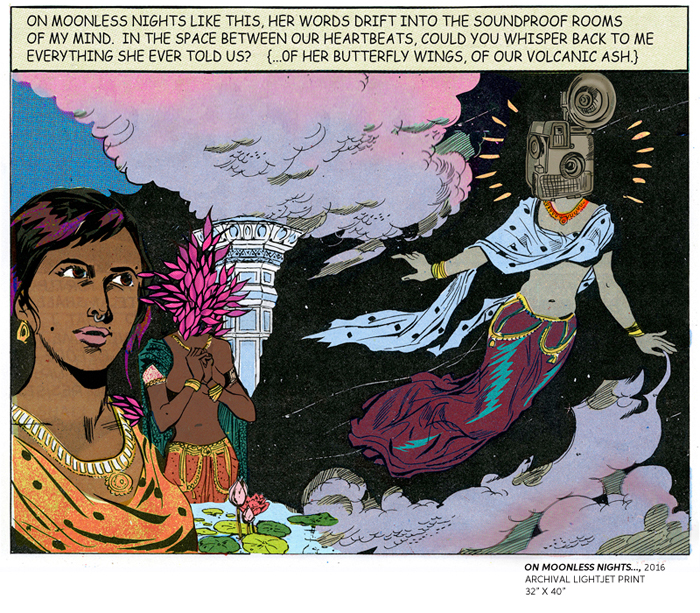 ON MOONLESS NIGHTS LIKE THIS, HER WORDS DRIFT INTO THE SOUNDPROOF ROOMS
OF MY MIND. IN THE SPACE BETWEEN OUR HEARTBEATS, COULD YOU WHISPER BACK TO ME
EVERYTHING SHE EVER TOLD US? {...OF HER BUTTERFLY WINGS, OF OUR VOLCANIC ASH.}
ON MOONLESS NIGHTS..., 2016
ARCHIVAL LIGHTJET PRINT
32" X 40"